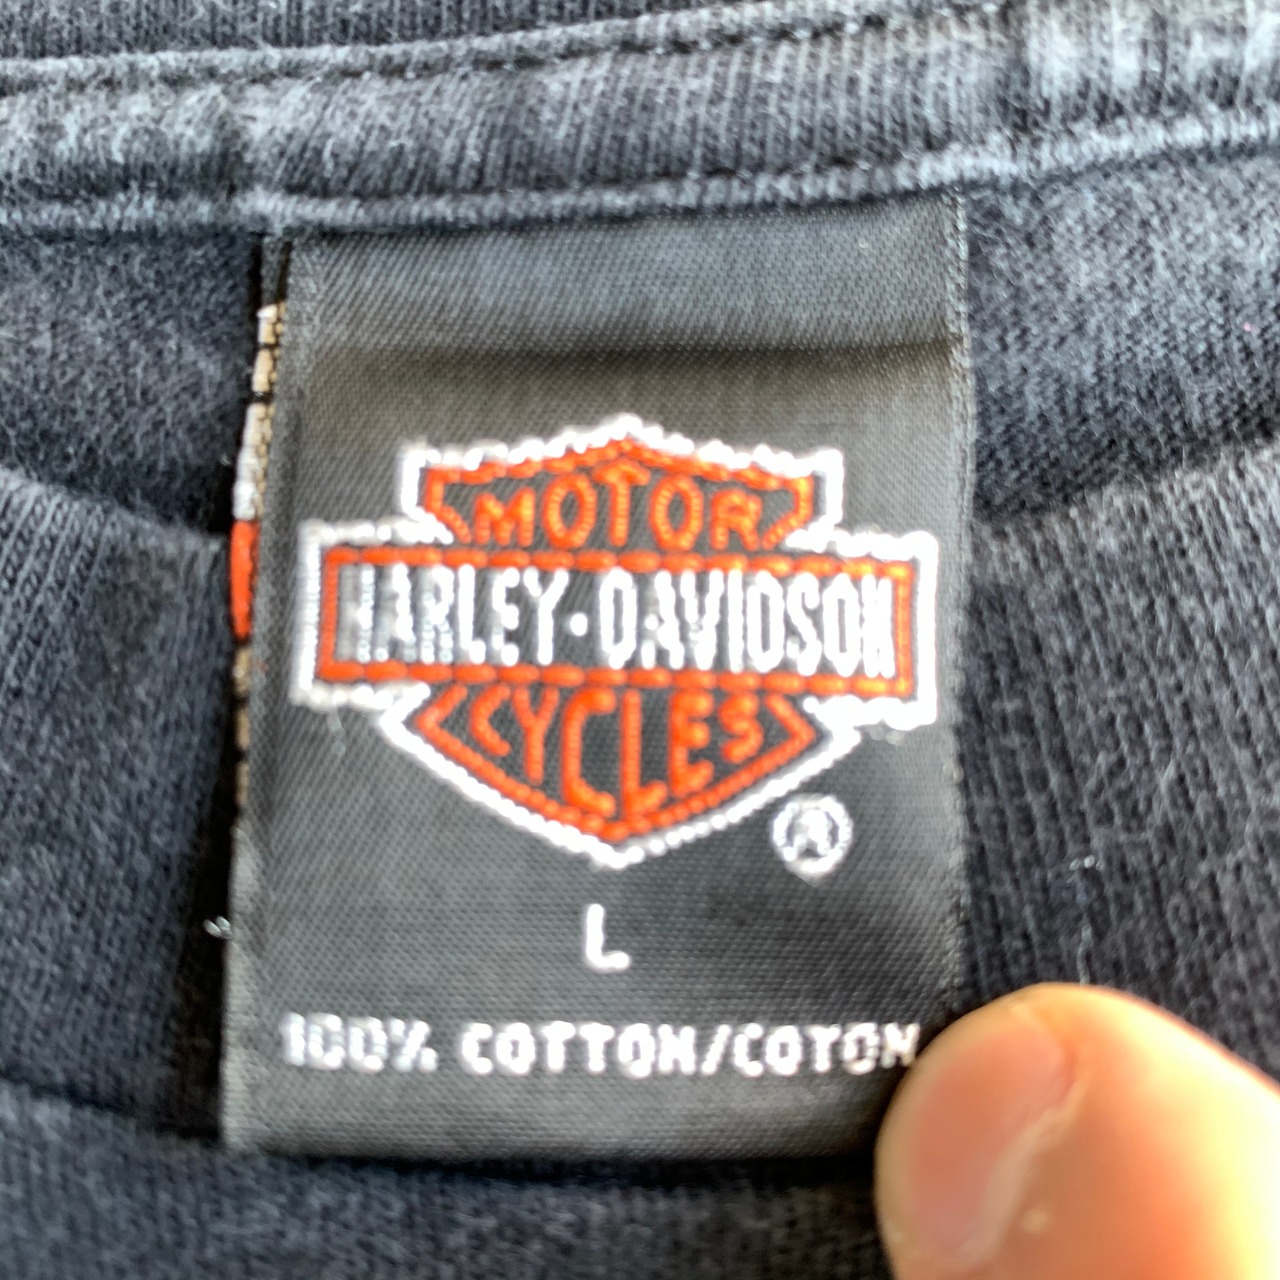 MOTOR
HARLEY·DAVIDSON
CYCLES
®
L
100% COTTON/COTON